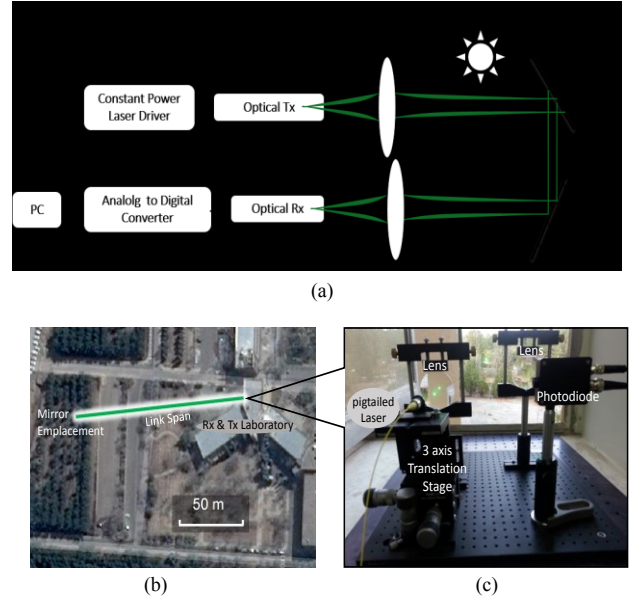 Constant Power
Laser Driver
Optical Tx
PC
Analolg to Digital
Converter
Optical Rx
(a)
Mirror
Emplacement
Link Span
Rx & Tx Laboratory
50 m
(b)
Lens
Lens
pigtailed
Laser
Photodiode
3 axis
Translation
Stage
(c)